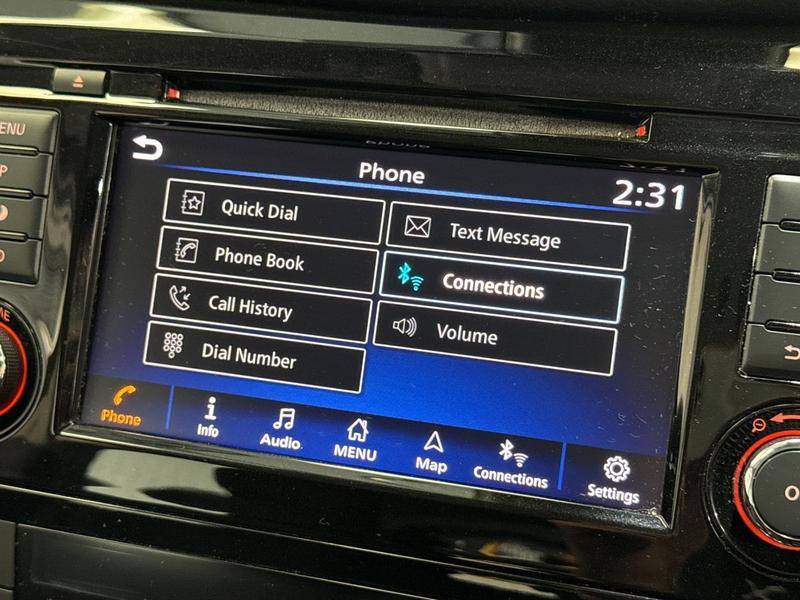 Phone
2:31
Quick Dial
Text Message
Phone Book
Connections
Call History
Volume
Dial Number
Phone
Info
Audio
MENU
Map
Connections
Settings